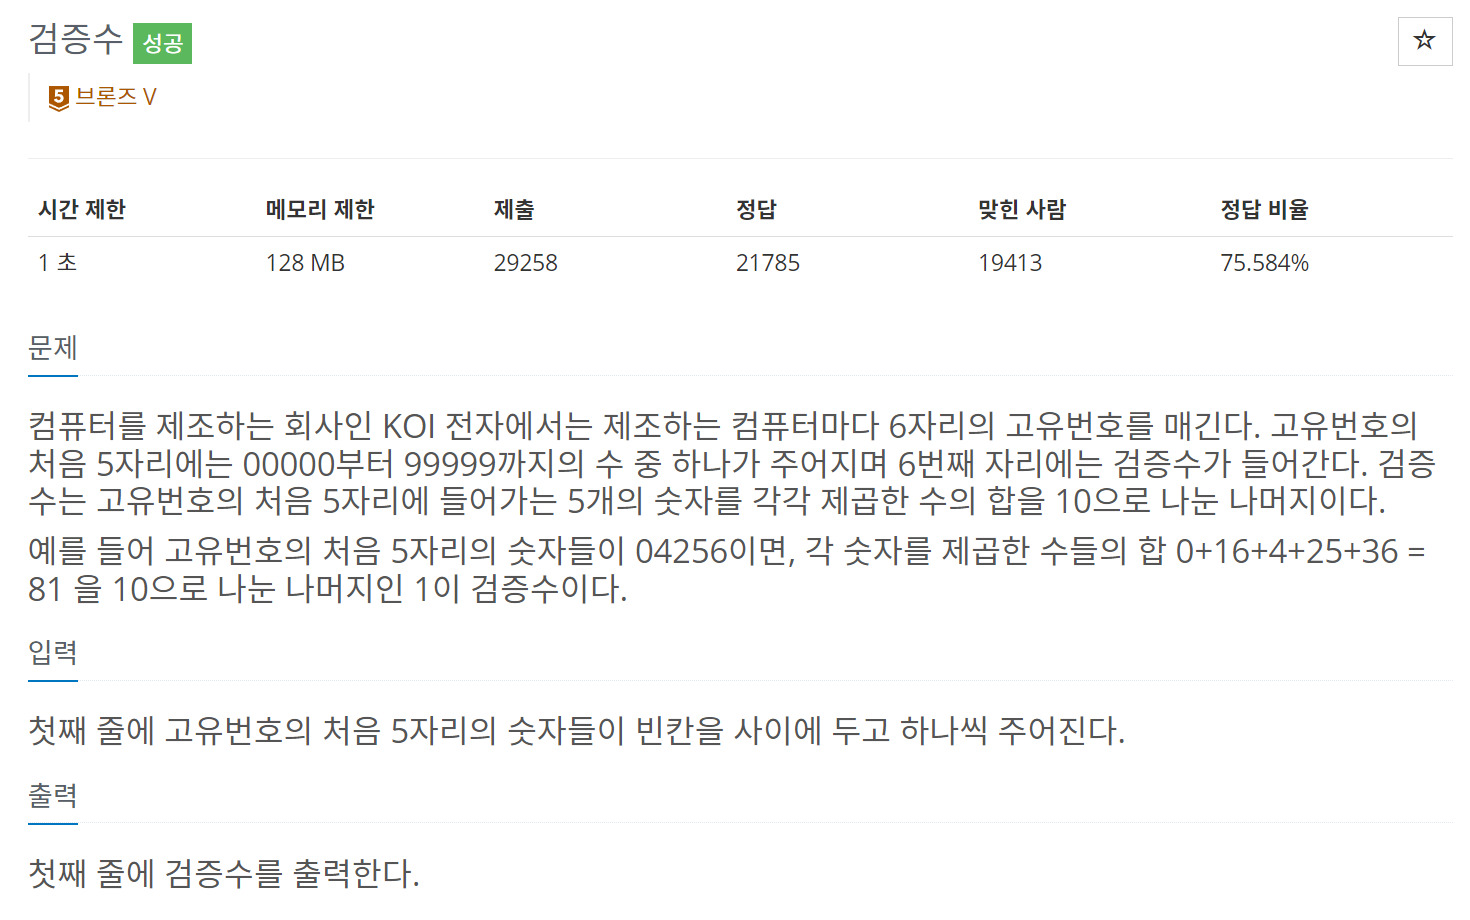 검증수 성공
☆
5 브론즈 V
시간 제한 메모리 제한 제출 정답 맞힌 사람 정답 비율
1 초 128 MB 29258 21785 19413 75.584%
문제
컴퓨터를 제조하는 회사인 KOI 전자에서는 제조하는 컴퓨터마다 6자리의 고유번호를 매긴다. 고유번호의
처음 5자리에는 00000부터 99999까지의 수 중 하나가 주어지며 6번째 자리에는 검증수가 들어간다. 검증
수는 고유번호의 처음 5자리에 들어가는 5개의 숫자를 각각 제곱한 수의 합을 10으로 나눈 나머지이다.
예를 들어 고유번호의 처음 5자리의 숫자들이 04256이면, 각 숫자를 제곱한 수들의 합 0+16+4+25+36 =
81 을 10으로 나눈 나머지인 1이 검증수이다.
입력
첫째 줄에 고유번호의 처음 5자리의 숫자들이 빈칸을 사이에 두고 하나씩 주어진다.
출력
첫째 줄에 검증수를 출력한다.